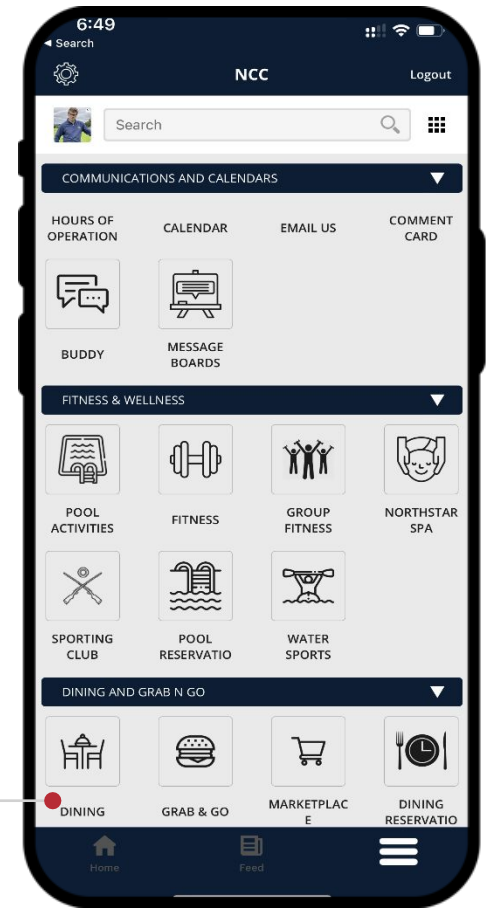 6:49
◂ Search
NCC
Logout
Search
COMMUNICATIONS AND CALENDARS
HOURS OF
OPERATION
CALENDAR
EMAIL US
COMMENT
CARD
BUDDY
MESSAGE
BOARDS
FITNESS & WELLNESS
POOL
ACTIVITIES
FITNESS
GROUP
FITNESS
NORTHSTAR
SPA
SPORTING
CLUB
POOL
RESERVATIO
WATER
SPORTS
DINING AND GRAB N GO
DINING
GRAB & GO
MARKETPLAC
E
DINING
RESERVATIO
Home
Feed